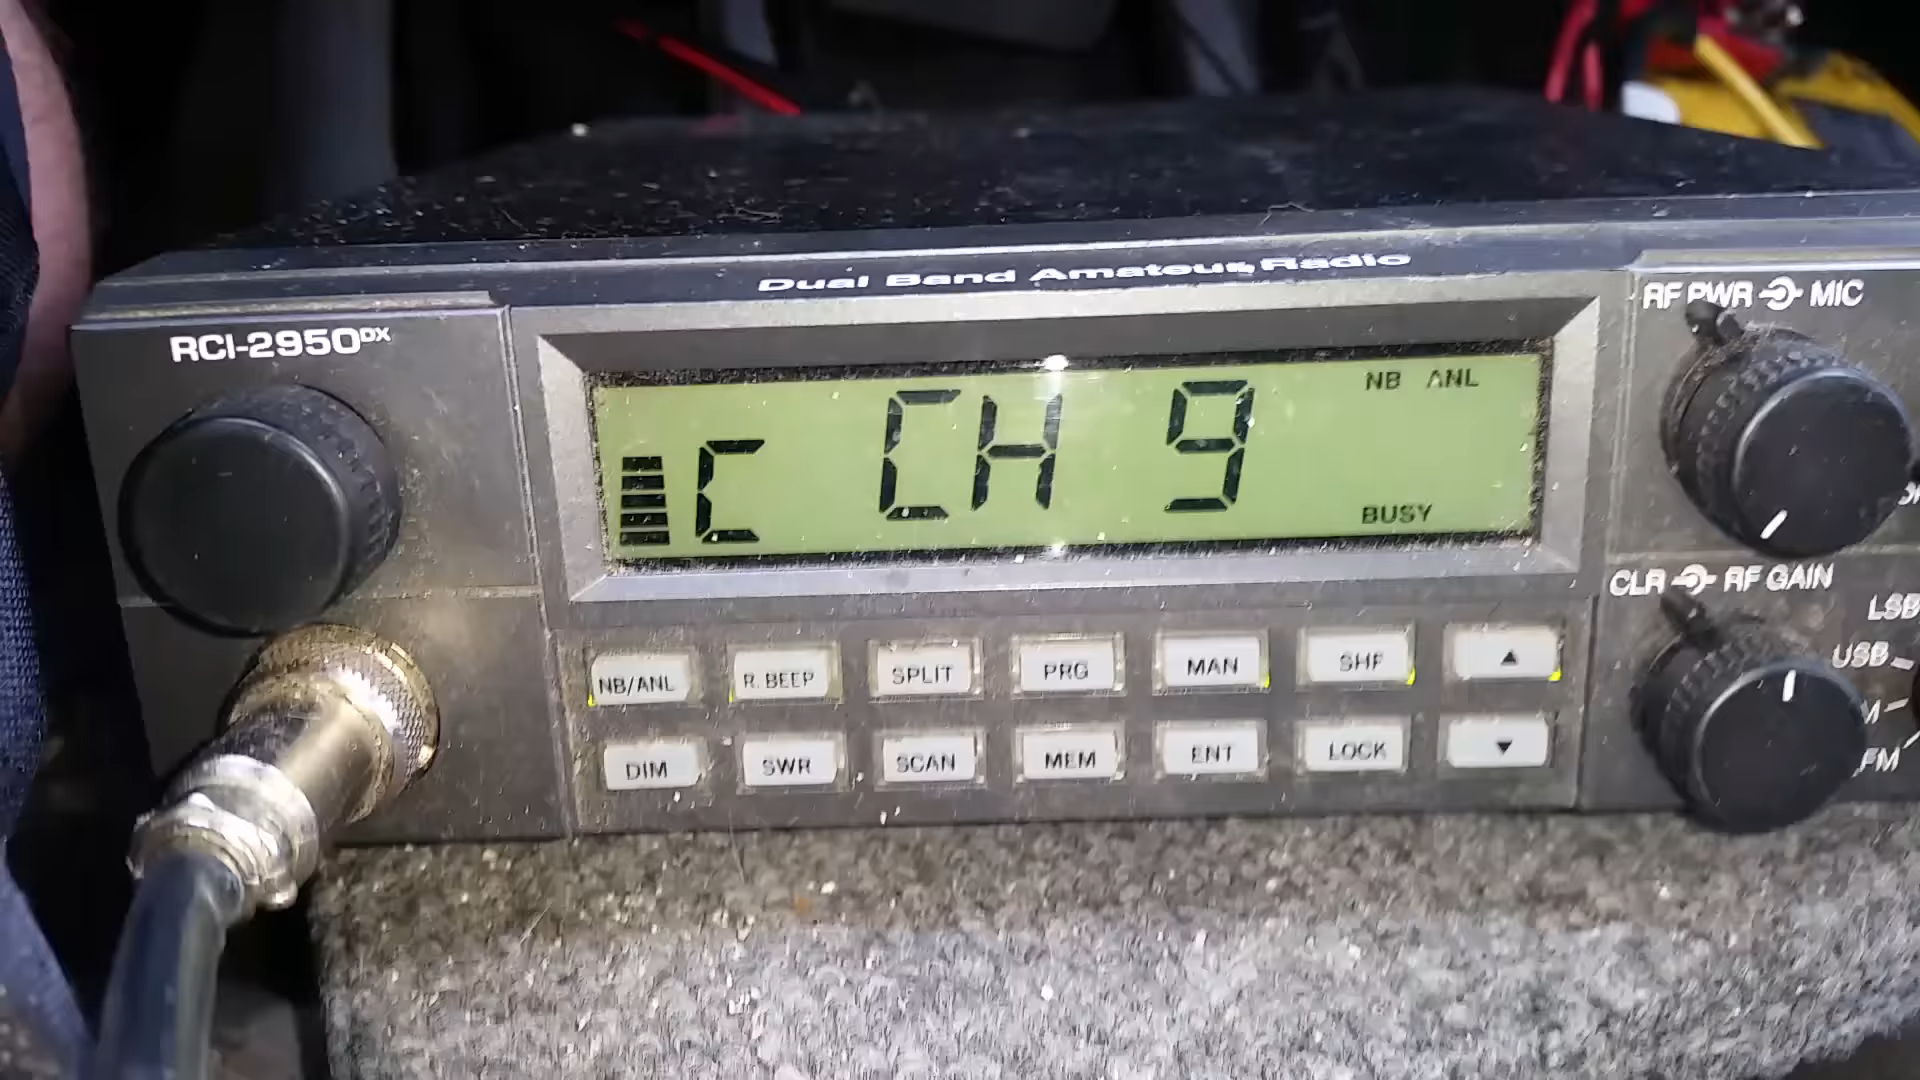 Dual Band Amateur Radio
RCI-2950DX
RF PWR MIC
NB ANL
C CH 9
BUSY
CLR RF GAIN
LSB
USB
FM
NB/ANL R. BEEP SPLIT PRG MAN SHF ▲
DIM SWR SCAN MEM ENT LOCK ▼